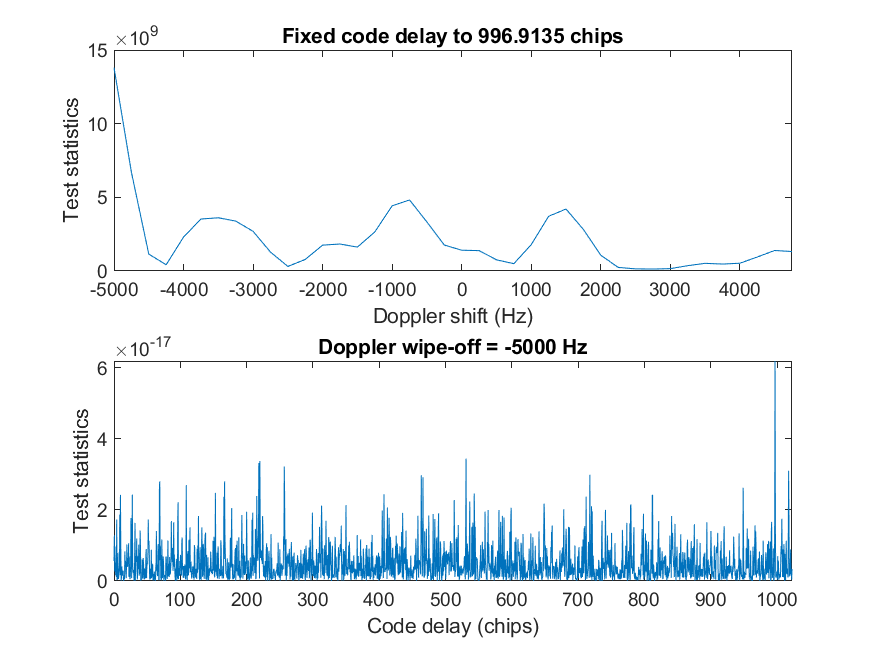 Fixed code delay to 996.9135 chips
×10⁹
15
10
5
0
Test statistics
-5000 -4000 -3000 -2000 -1000 0 1000 2000 3000 4000
Doppler shift (Hz)
Doppler wipe-off = -5000 Hz
×10⁻¹⁷
6
4
2
0
Test statistics
0 100 200 300 400 500 600 700 800 900 1000
Code delay (chips)